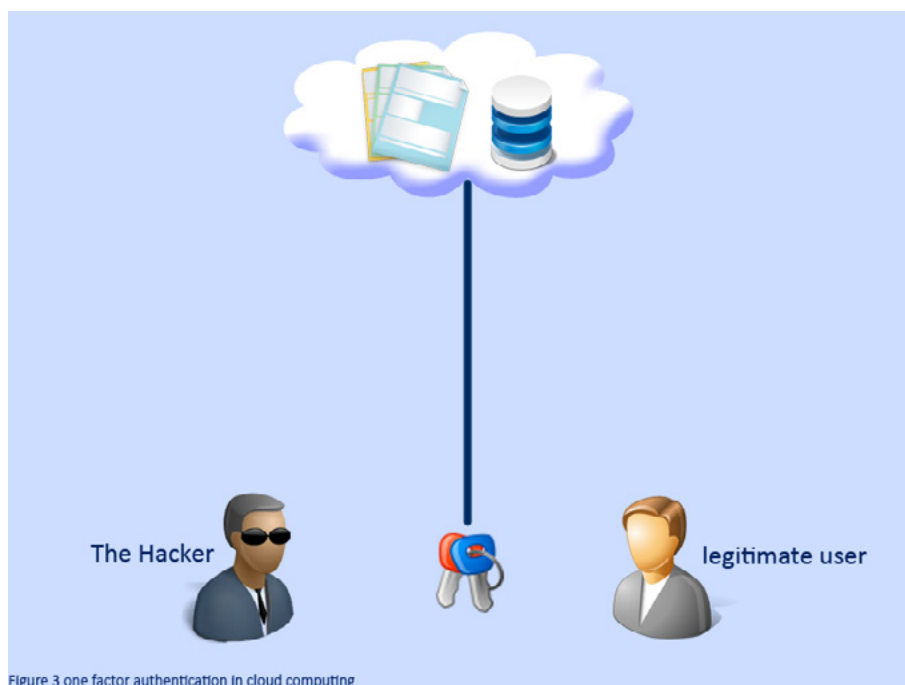 The Hacker
legitimate user
Figure 3 one factor authentication in cloud computing